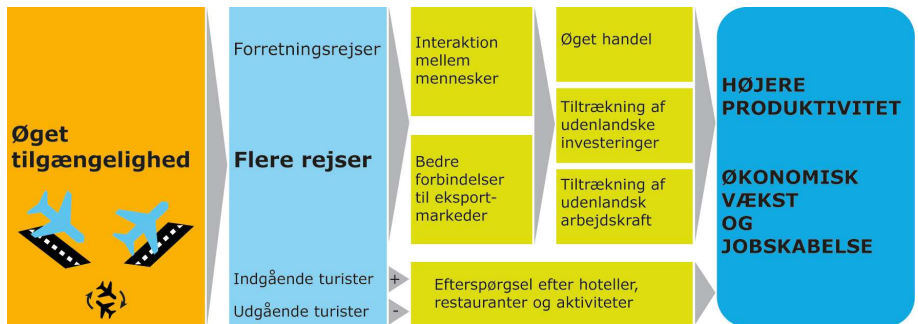 Øget
tilgængelighed
Forretningsrejser
Flere rejser
Indgående turister
+
Udgående turister
-
Interaktion
mellem
mennesker
Bedre
forbindelser
til eksport-
markeder
Øget handel
Tiltrækning af
udenlandske
investeringer
Tiltrækning af
udenlandsk
arbejdskraft
Efterspørgsel efter hoteller,
restauranter og aktiviteter
HØJERE
PRODUKTIVITET
ØKONOMISK
VÆKST
OG
JOBSKABELSE